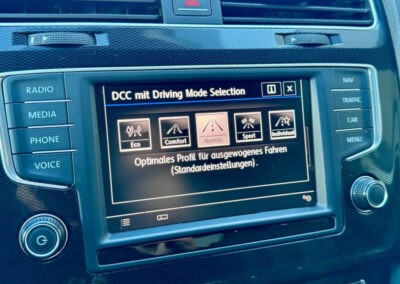 DCC mit Driving Mode Selection
RADIO
MEDIA
PHONE
VOICE
NAV
TRAFFIC
CAR
MENU
Eco
Comfort
Normal
Sport
Individual
Optimales Profil für ausgewogenes Fahren
(Standardeinstellungen).